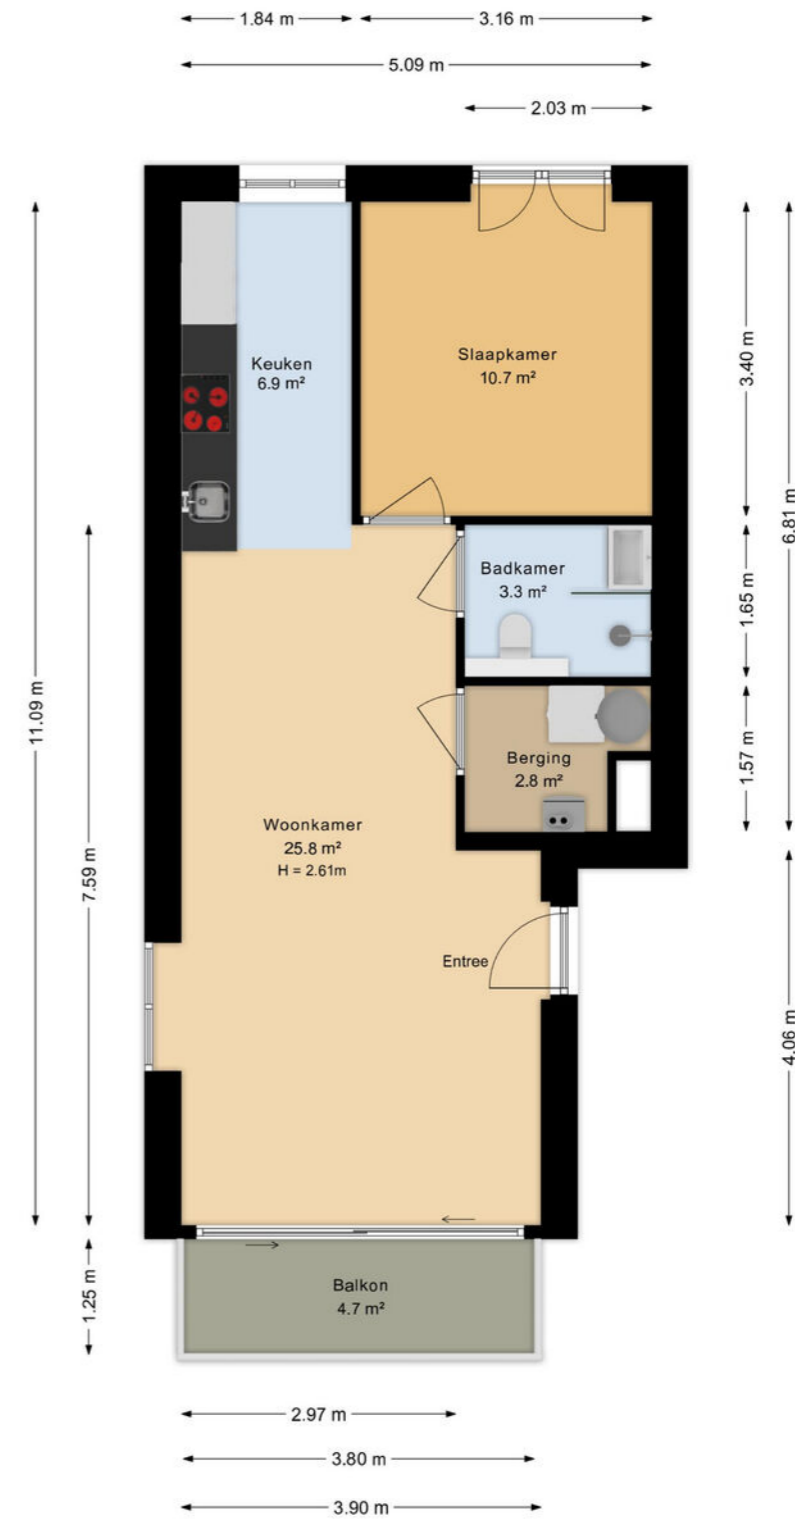 1.84 m
3.16 m
5.09 m
2.03 m
Keuken
6.9 m²
Slaapkamer
10.7 m²
3.40 m
6.81 m
Badkamer
3.3 m²
1.65 m
11.09 m
Berging
2.8 m²
1.57 m
Woonkamer
25.8 m²
H = 2.61m
7.59 m
Entree
4.06 m
Balkon
4.7 m²
1.25 m
2.97 m
3.80 m
3.90 m